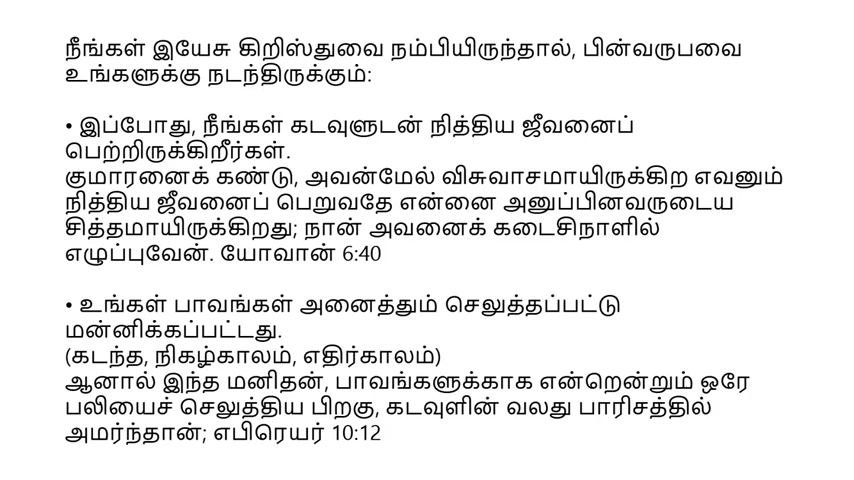 நீங்கள் இயேசு கிறிஸ்துவை நம்பியிருந்தால், பின்வருபவை
உங்களுக்கு நடந்திருக்கும்:
• இப்போது, நீங்கள் கடவுளுடன் நித்திய ஜீவனைப்
பெற்றிருக்கிறீர்கள்.
குமாரனைக் கண்டு, அவன்மேல் விசுவாசமாயிருக்கிற எவனும்
நித்திய ஜீவனைப் பெறுவதே என்னை அனுப்பினவருடைய
சித்தமாயிருக்கிறது; நான் அவனைக் கடைசிநாளில்
எழுப்புவேன். யோவான் 6:40
• உங்கள் பாவங்கள் அனைத்தும் செலுத்தப்பட்டு
மன்னிக்கப்பட்டது.
(கடந்த, நிகழ்காலம், எதிர்காலம்)
ஆனால் இந்த மனிதன், பாவங்களுக்காக என்றென்றும் ஒரே
பலியைச் செலுத்திய பிறகு, கடவுளின் வலது பாரிசத்தில்
அமர்ந்தான்; எபிரெயர் 10:12